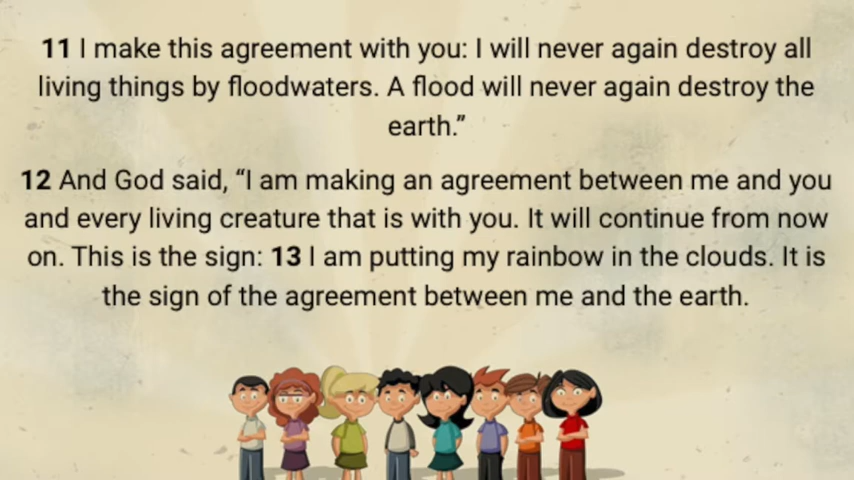 11 I make this agreement with you: I will never again destroy all
living things by floodwaters. A flood will never again destroy the
earth.”
12 And God said, “I am making an agreement between me and you
and every living creature that is with you. It will continue from now
on. This is the sign: 13 I am putting my rainbow in the clouds. It is
the sign of the agreement between me and the earth.